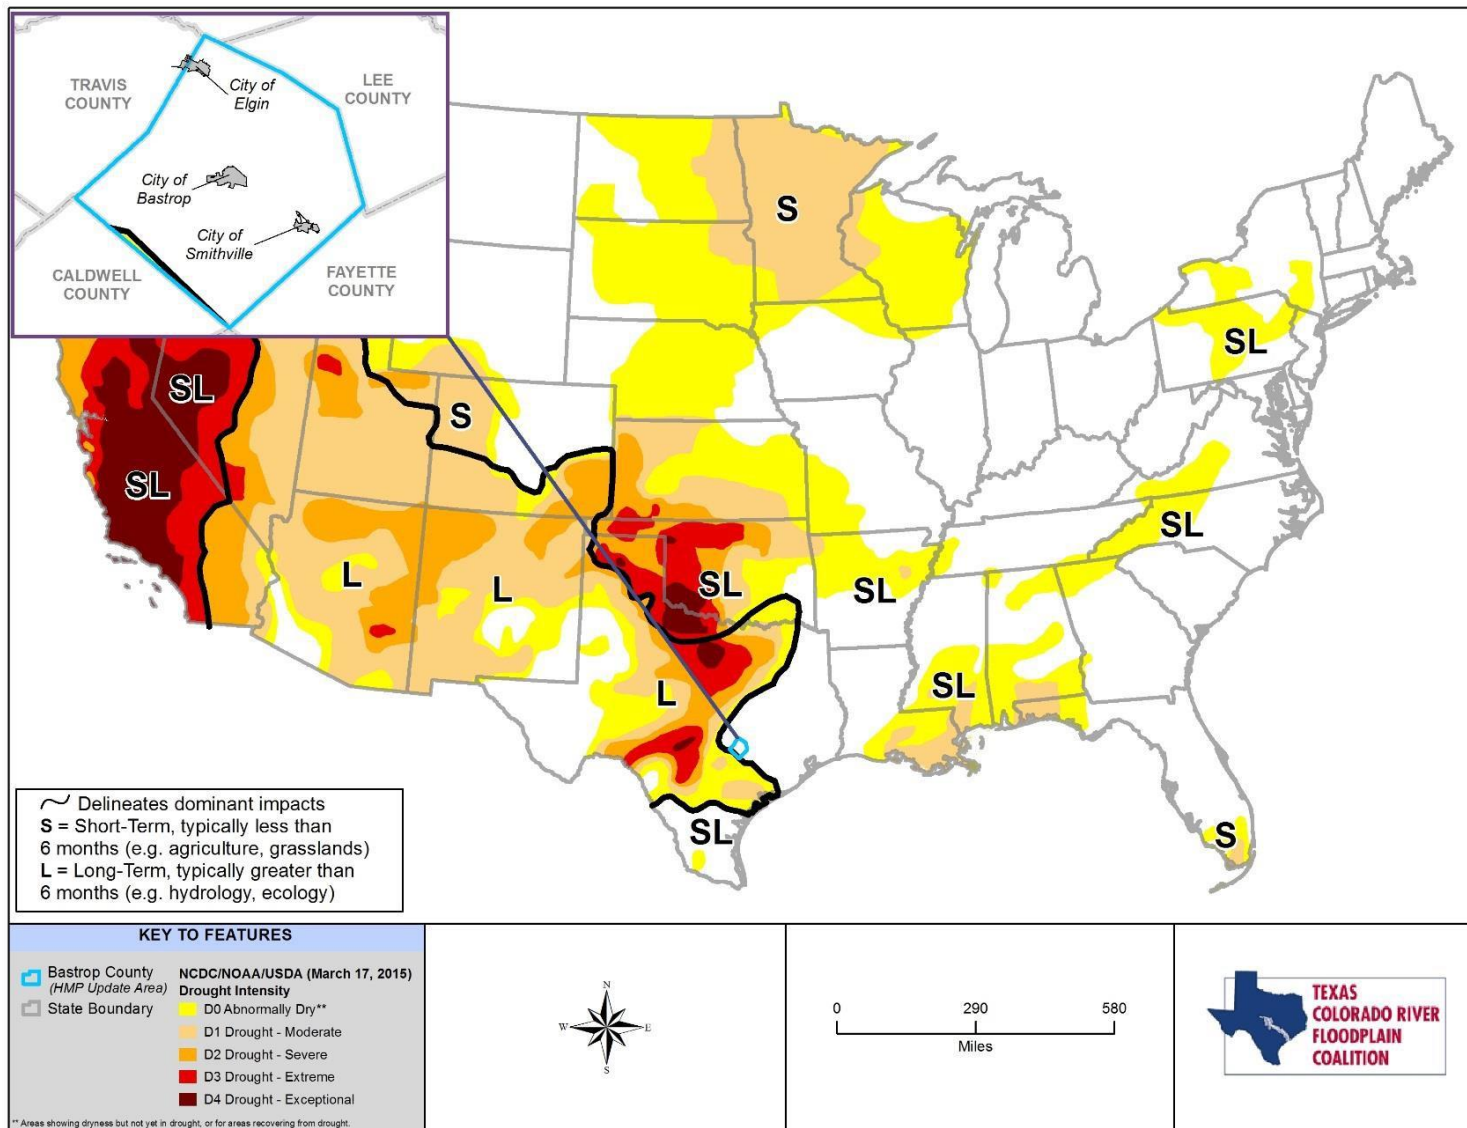 TRAVIS
COUNTY
City of
Elgin
LEE
COUNTY
City of
Bastrop
City of
Smithville
CALDWELL
COUNTY
FAYETTE
COUNTY
S
SL
SL
S
SL
L
L
SL
SL
SL
L
SL
SL
S
Delineates dominant impacts
S = Short-Term, typically less than
6 months (e.g. agriculture, grasslands)
L = Long-Term, typically greater than
6 months (e.g. hydrology, ecology)
KEY TO FEATURES
Bastrop County
(HMP Update Area)
State Boundary
NCDC/NOAA/USDA (March 17, 2015)
Drought Intensity
D0 Abnormally Dry**
D1 Drought - Moderate
D2 Drought - Severe
D3 Drought - Extreme
D4 Drought - Exceptional
** Areas showing dryness but not yet in drought, or for areas recovering from drought.
N
W
E
S
0 290 580
Miles
TEXAS
COLORADO RIVER
FLOODPLAIN
COALITION